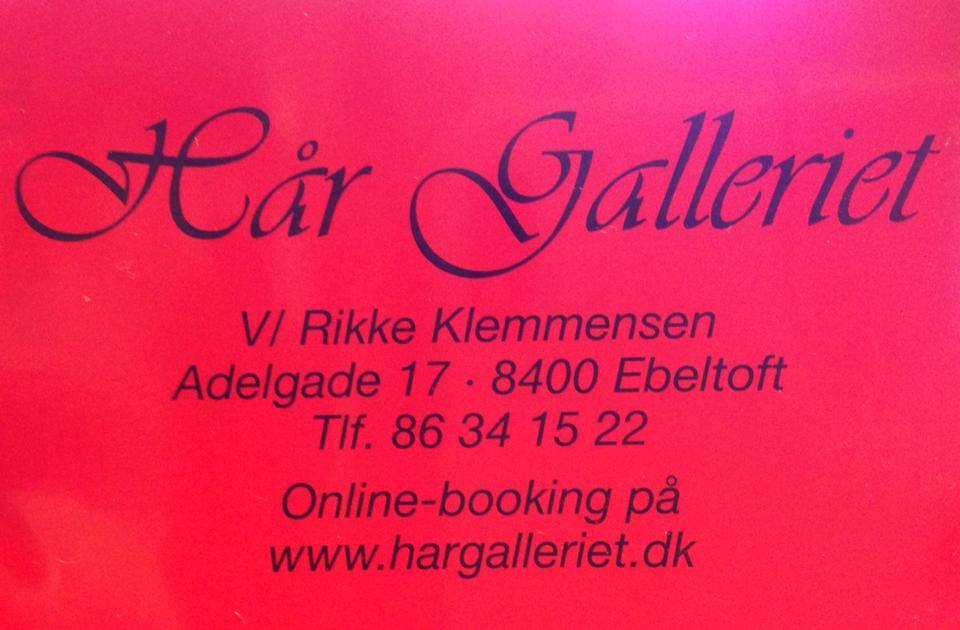 Hår Galleriet
V/ Rikke Klemmensen
Adelgade 17 · 8400 Ebeltoft
Tlf. 86 34 15 22
Online-booking på
www.hargalleriet.dk